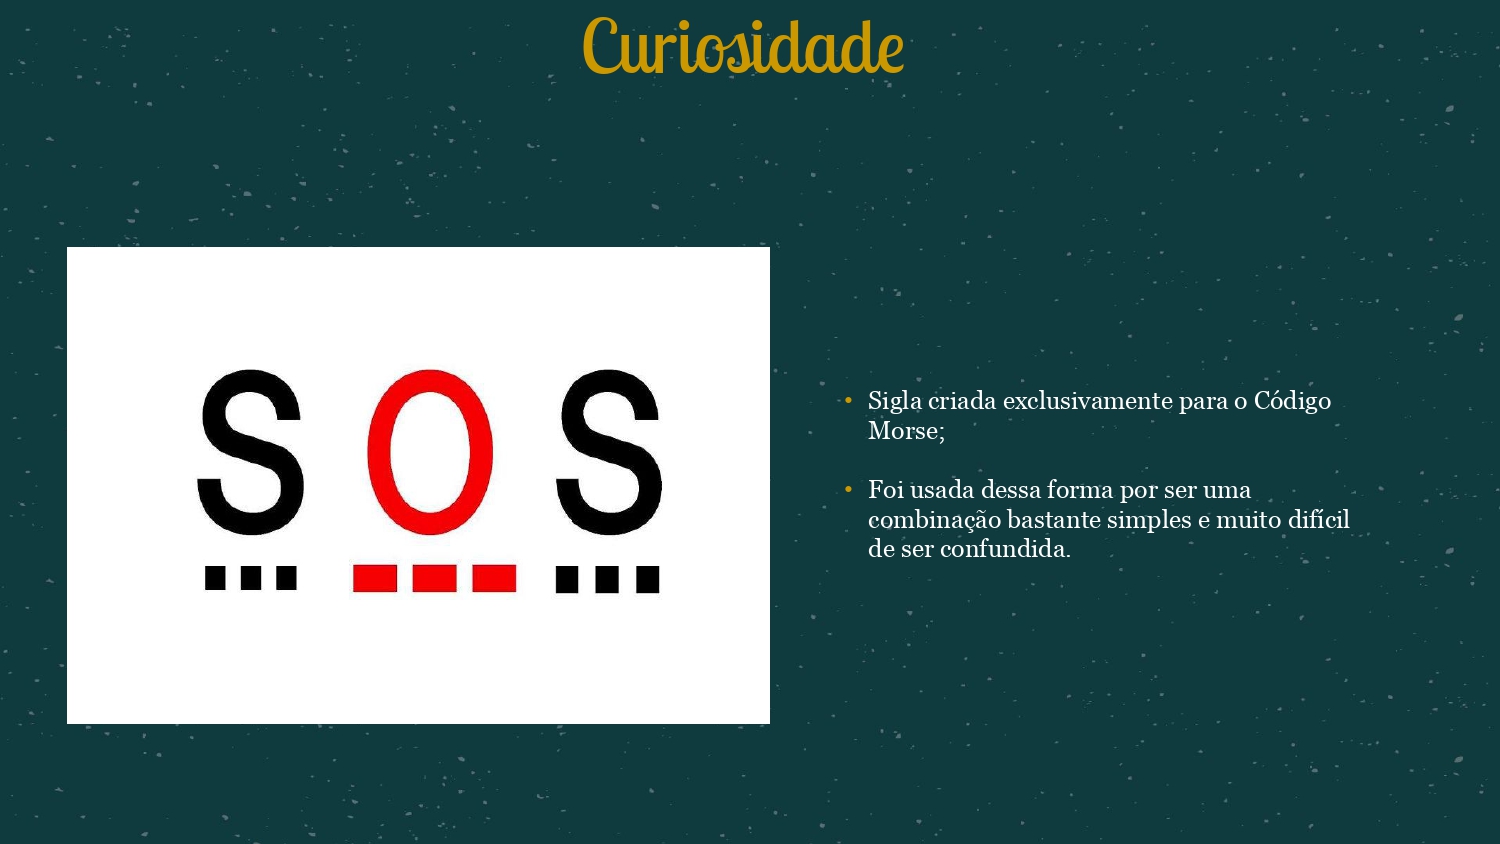 Curiosidade
S O S
• Sigla criada exclusivamente para o Código
Morse;
• Foi usada dessa forma por ser uma
combinação bastante simples e muito difícil
de ser confundida.